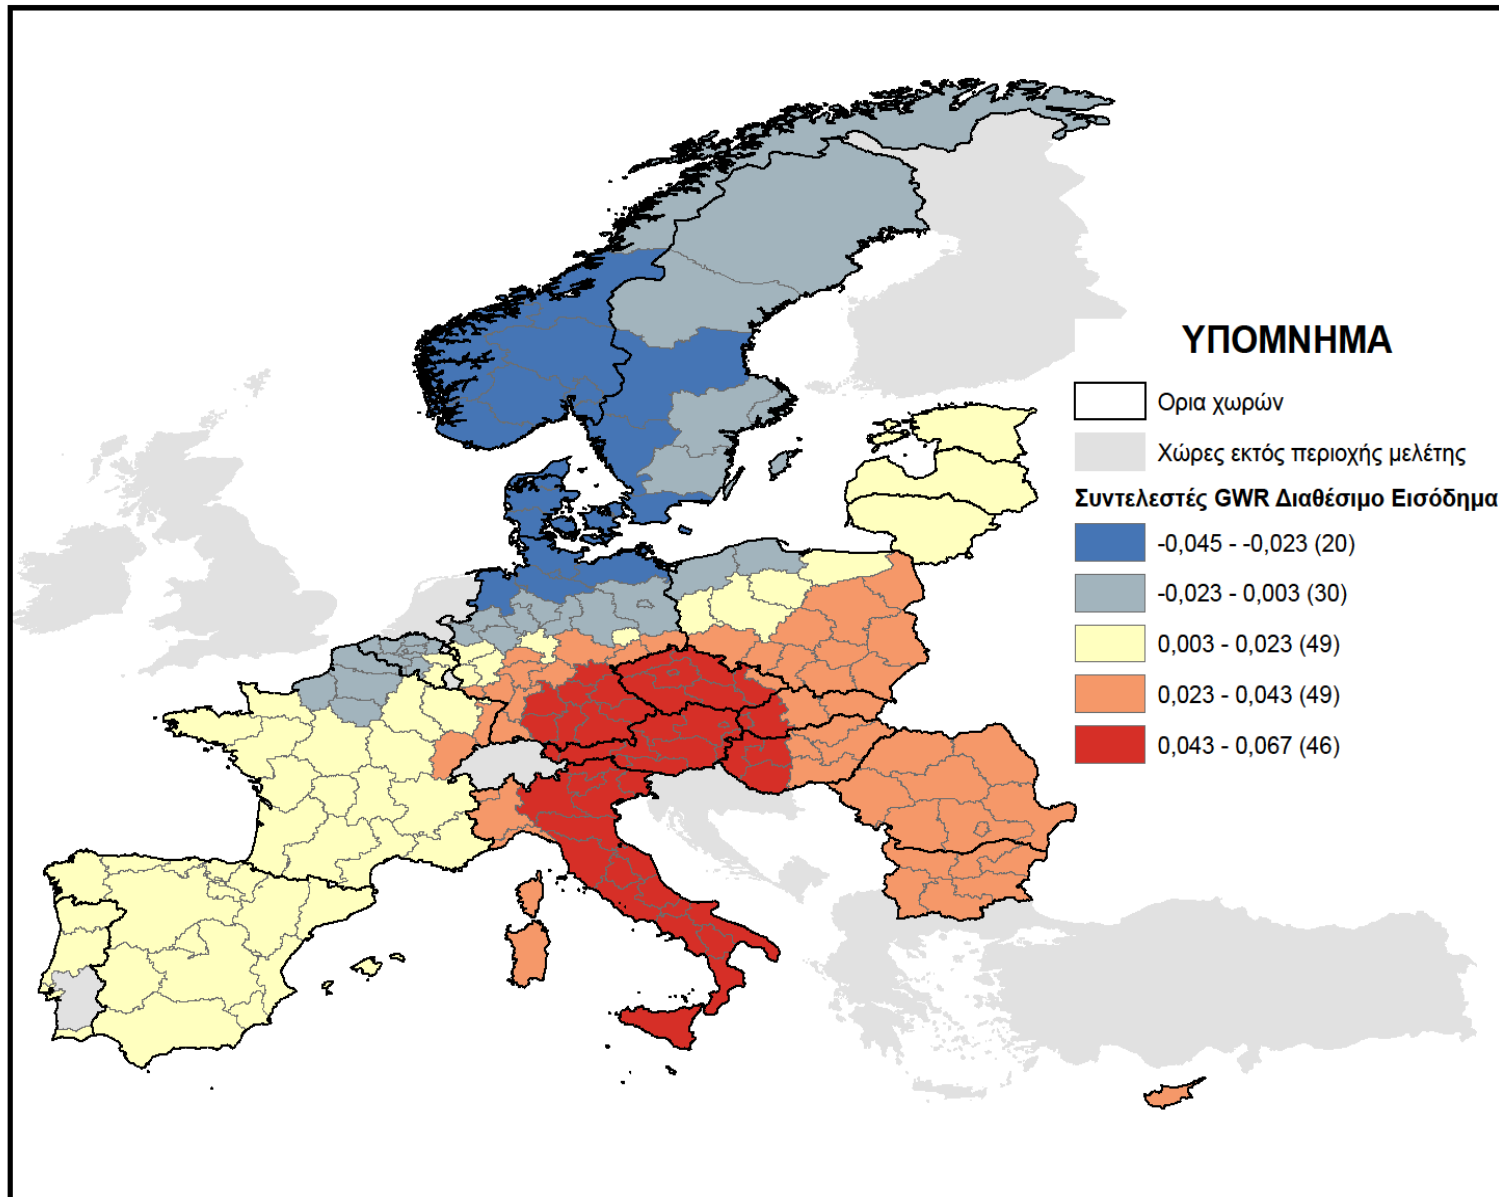 ΥΠΟΜΝΗΜΑ
Ορια χωρών
Χώρες εκτός περιοχής μελέτης
Συντελεστές GWR Διαθέσιμο Εισόδημα
-0,045 - -0,023 (20)
-0,023 - 0,003 (30)
0,003 - 0,023 (49)
0,023 - 0,043 (49)
0,043 - 0,067 (46)